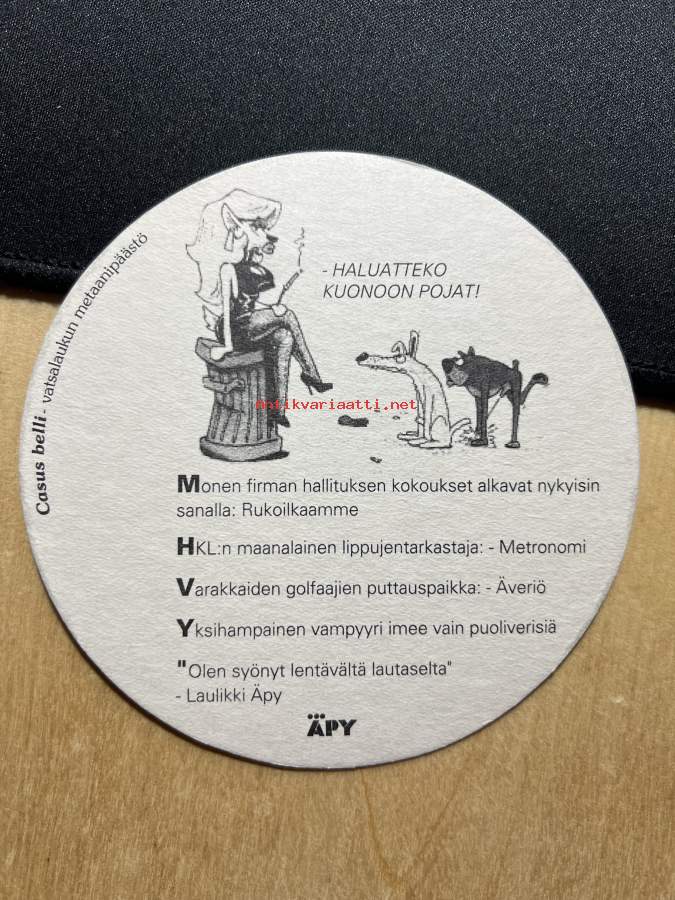 Casus belli - vatsalaukun metaanipäästö
- HALUATTEKO
KUONOON POJAT!
antikvariaatti.net
Monen firman hallituksen kokoukset alkavat nykyisin
sanalla: Rukoilkaamme
HKL:n maanalainen lippujentarkastaja: - Metronomi
Varakkaiden golfaajien puttauspaikka: - Äveriö
Yksihampainen vampyyri imee vain puoliverisiä
"Olen syönyt lentävältä lautaselta"
- Laulikki Äpy
ÄPY